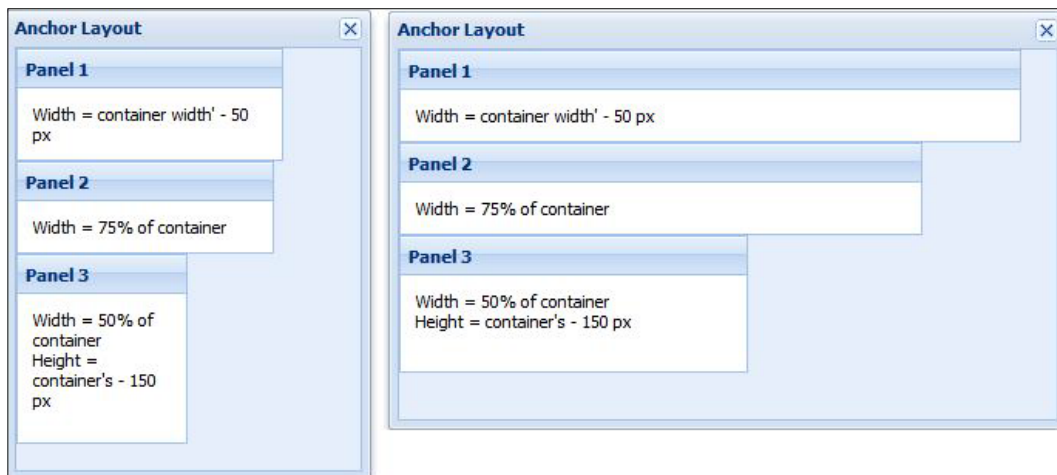 Anchor Layout
Panel 1
Width = container width' - 50
px
Panel 2
Width = 75% of container
Panel 3
Width = 50% of
container
Height =
container's - 150
px
Anchor Layout
Panel 1
Width = container width' - 50 px
Panel 2
Width = 75% of container
Panel 3
Width = 50% of container
Height = container's - 150 px